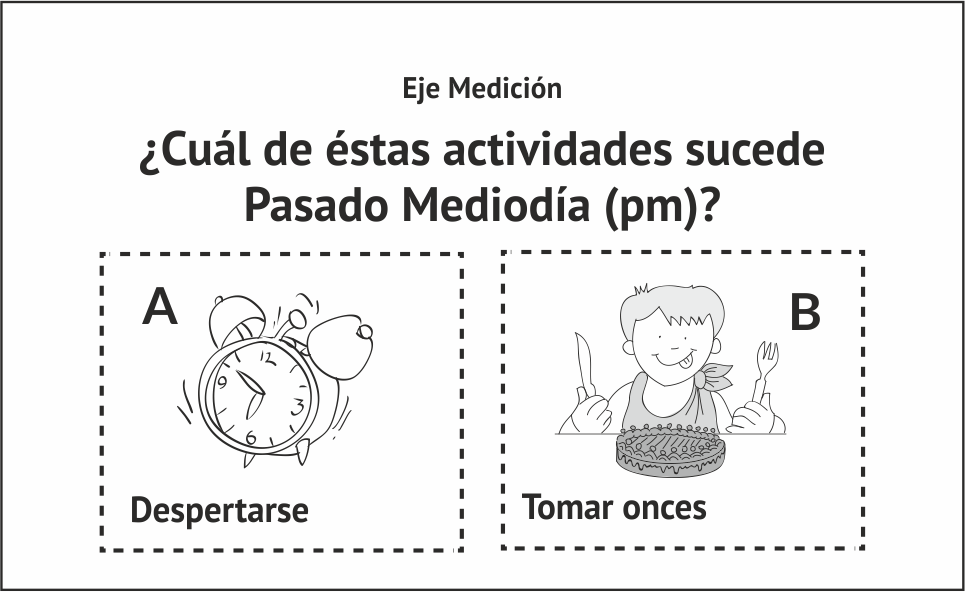 Eje Medición
¿Cuál de éstas actividades sucede
Pasado Mediodía (pm)?
A
12
9
3
6
Despertarse
B
Tomar onces